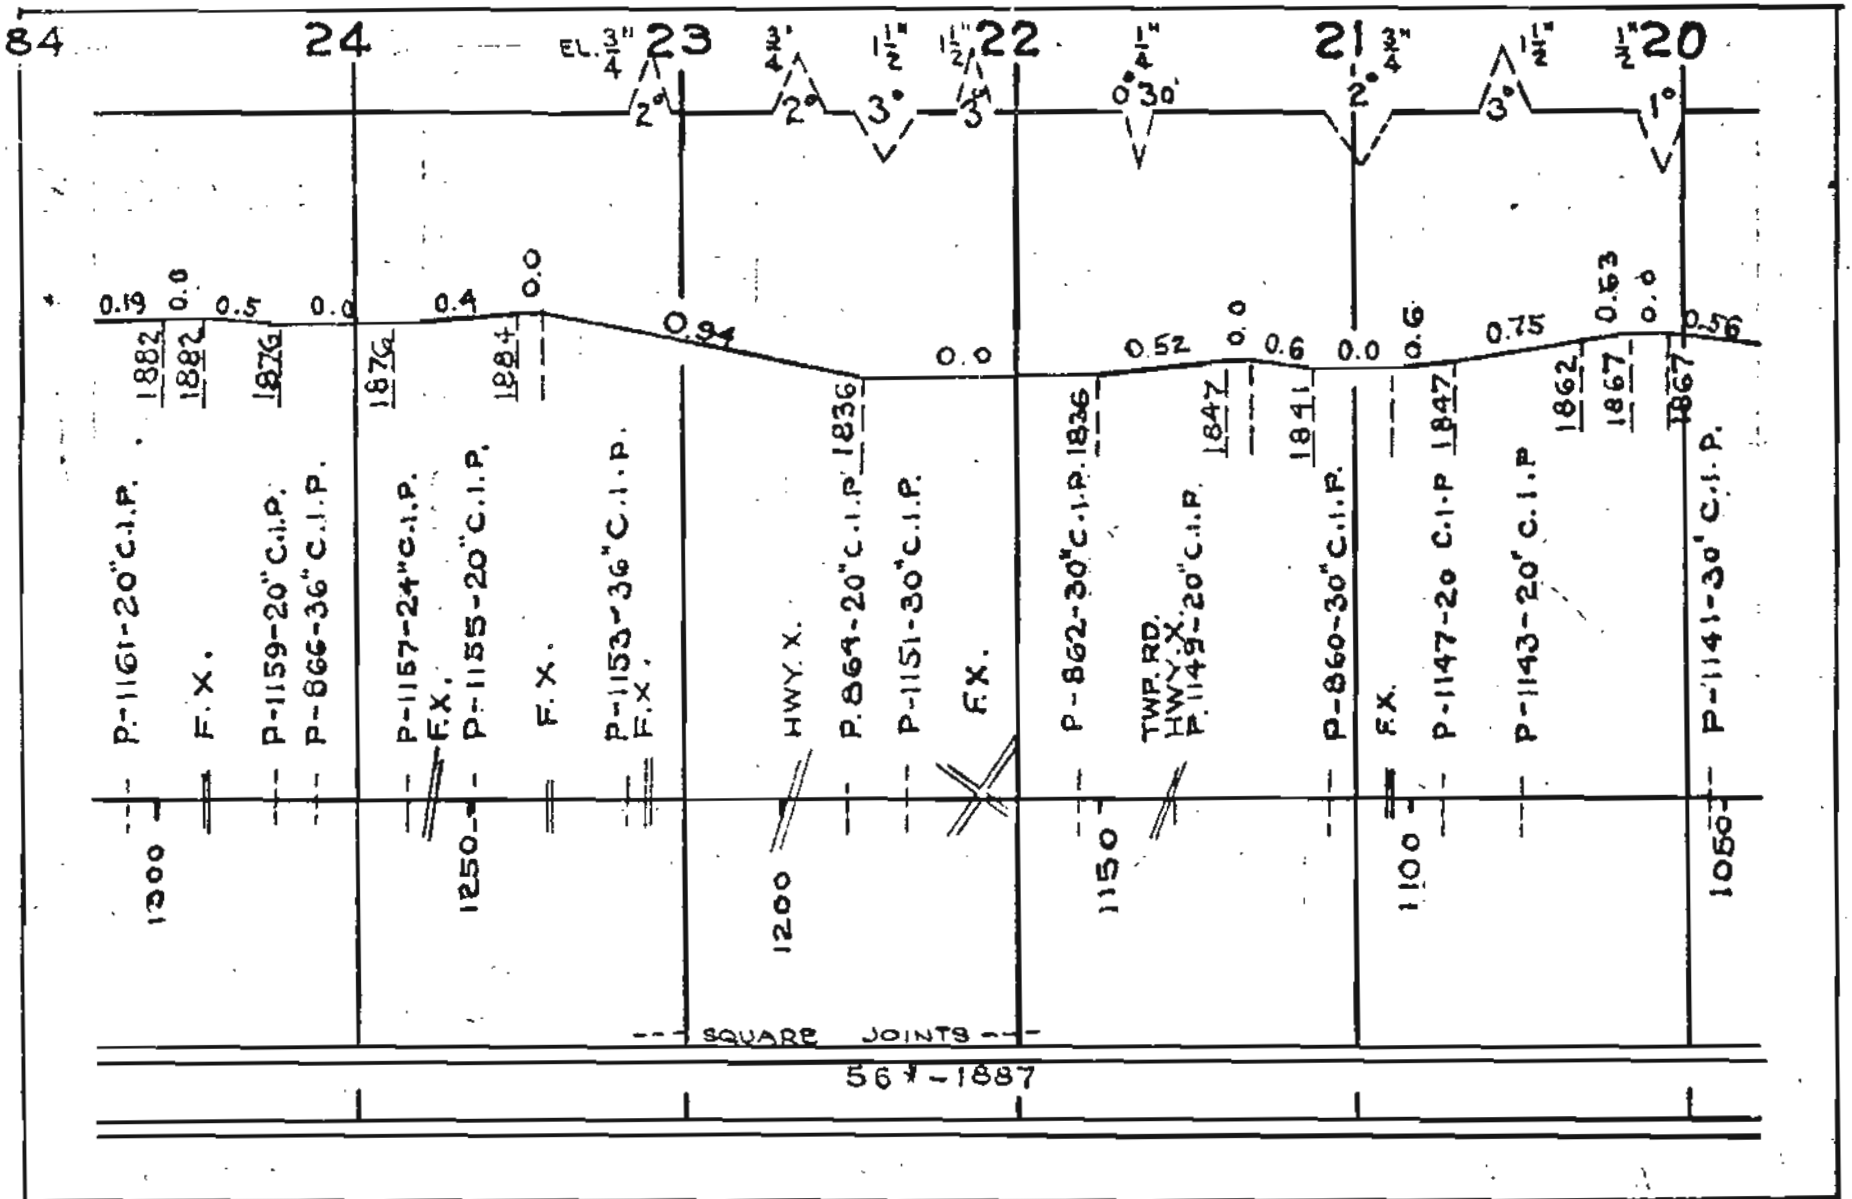 84 24 EL. 3/4" 23 3/4" 1 1/2" 1 1/2" 22 1/4" 21 3/4" 1 1/2" 1/2" 20
2° 2° 3° 3° 0°30' 2° 3° 1°
0.19 0.0 0.5 0.0 0.4 0.0 0.94 0.0 0.52 0.0 0.6 0.0 0.6 0.75 0.63 0.0 0.56
1882 1882 1876 1876 1884 1836 1836 1847 1841 1847 1862 1867 1867
P-1161-20"C.I.P.
F.X.
P-1159-20"C.I.P.
P-866-36"C.I.P.
P-1157-24"C.I.P.
F.X.
P-1155-20"C.I.P.
F.X.
P-1153-36"C.I.P.
F.X.
HWY.X.
P.864-20"C.I.P.
P-1151-30"C.I.P.
F.X.
P-862-30"C.I.P.
TWP.RD.
HWY.X.
P.1149-20"C.I.P.
P-860-30"C.I.P.
F.X.
P-1147-20 C.I.P
P-1143-20' C.I.P
P-1141-30' C.I.P.
1300 1250 1200 1150 1100 1050
--- SQUARE JOINTS ---
56#-1887